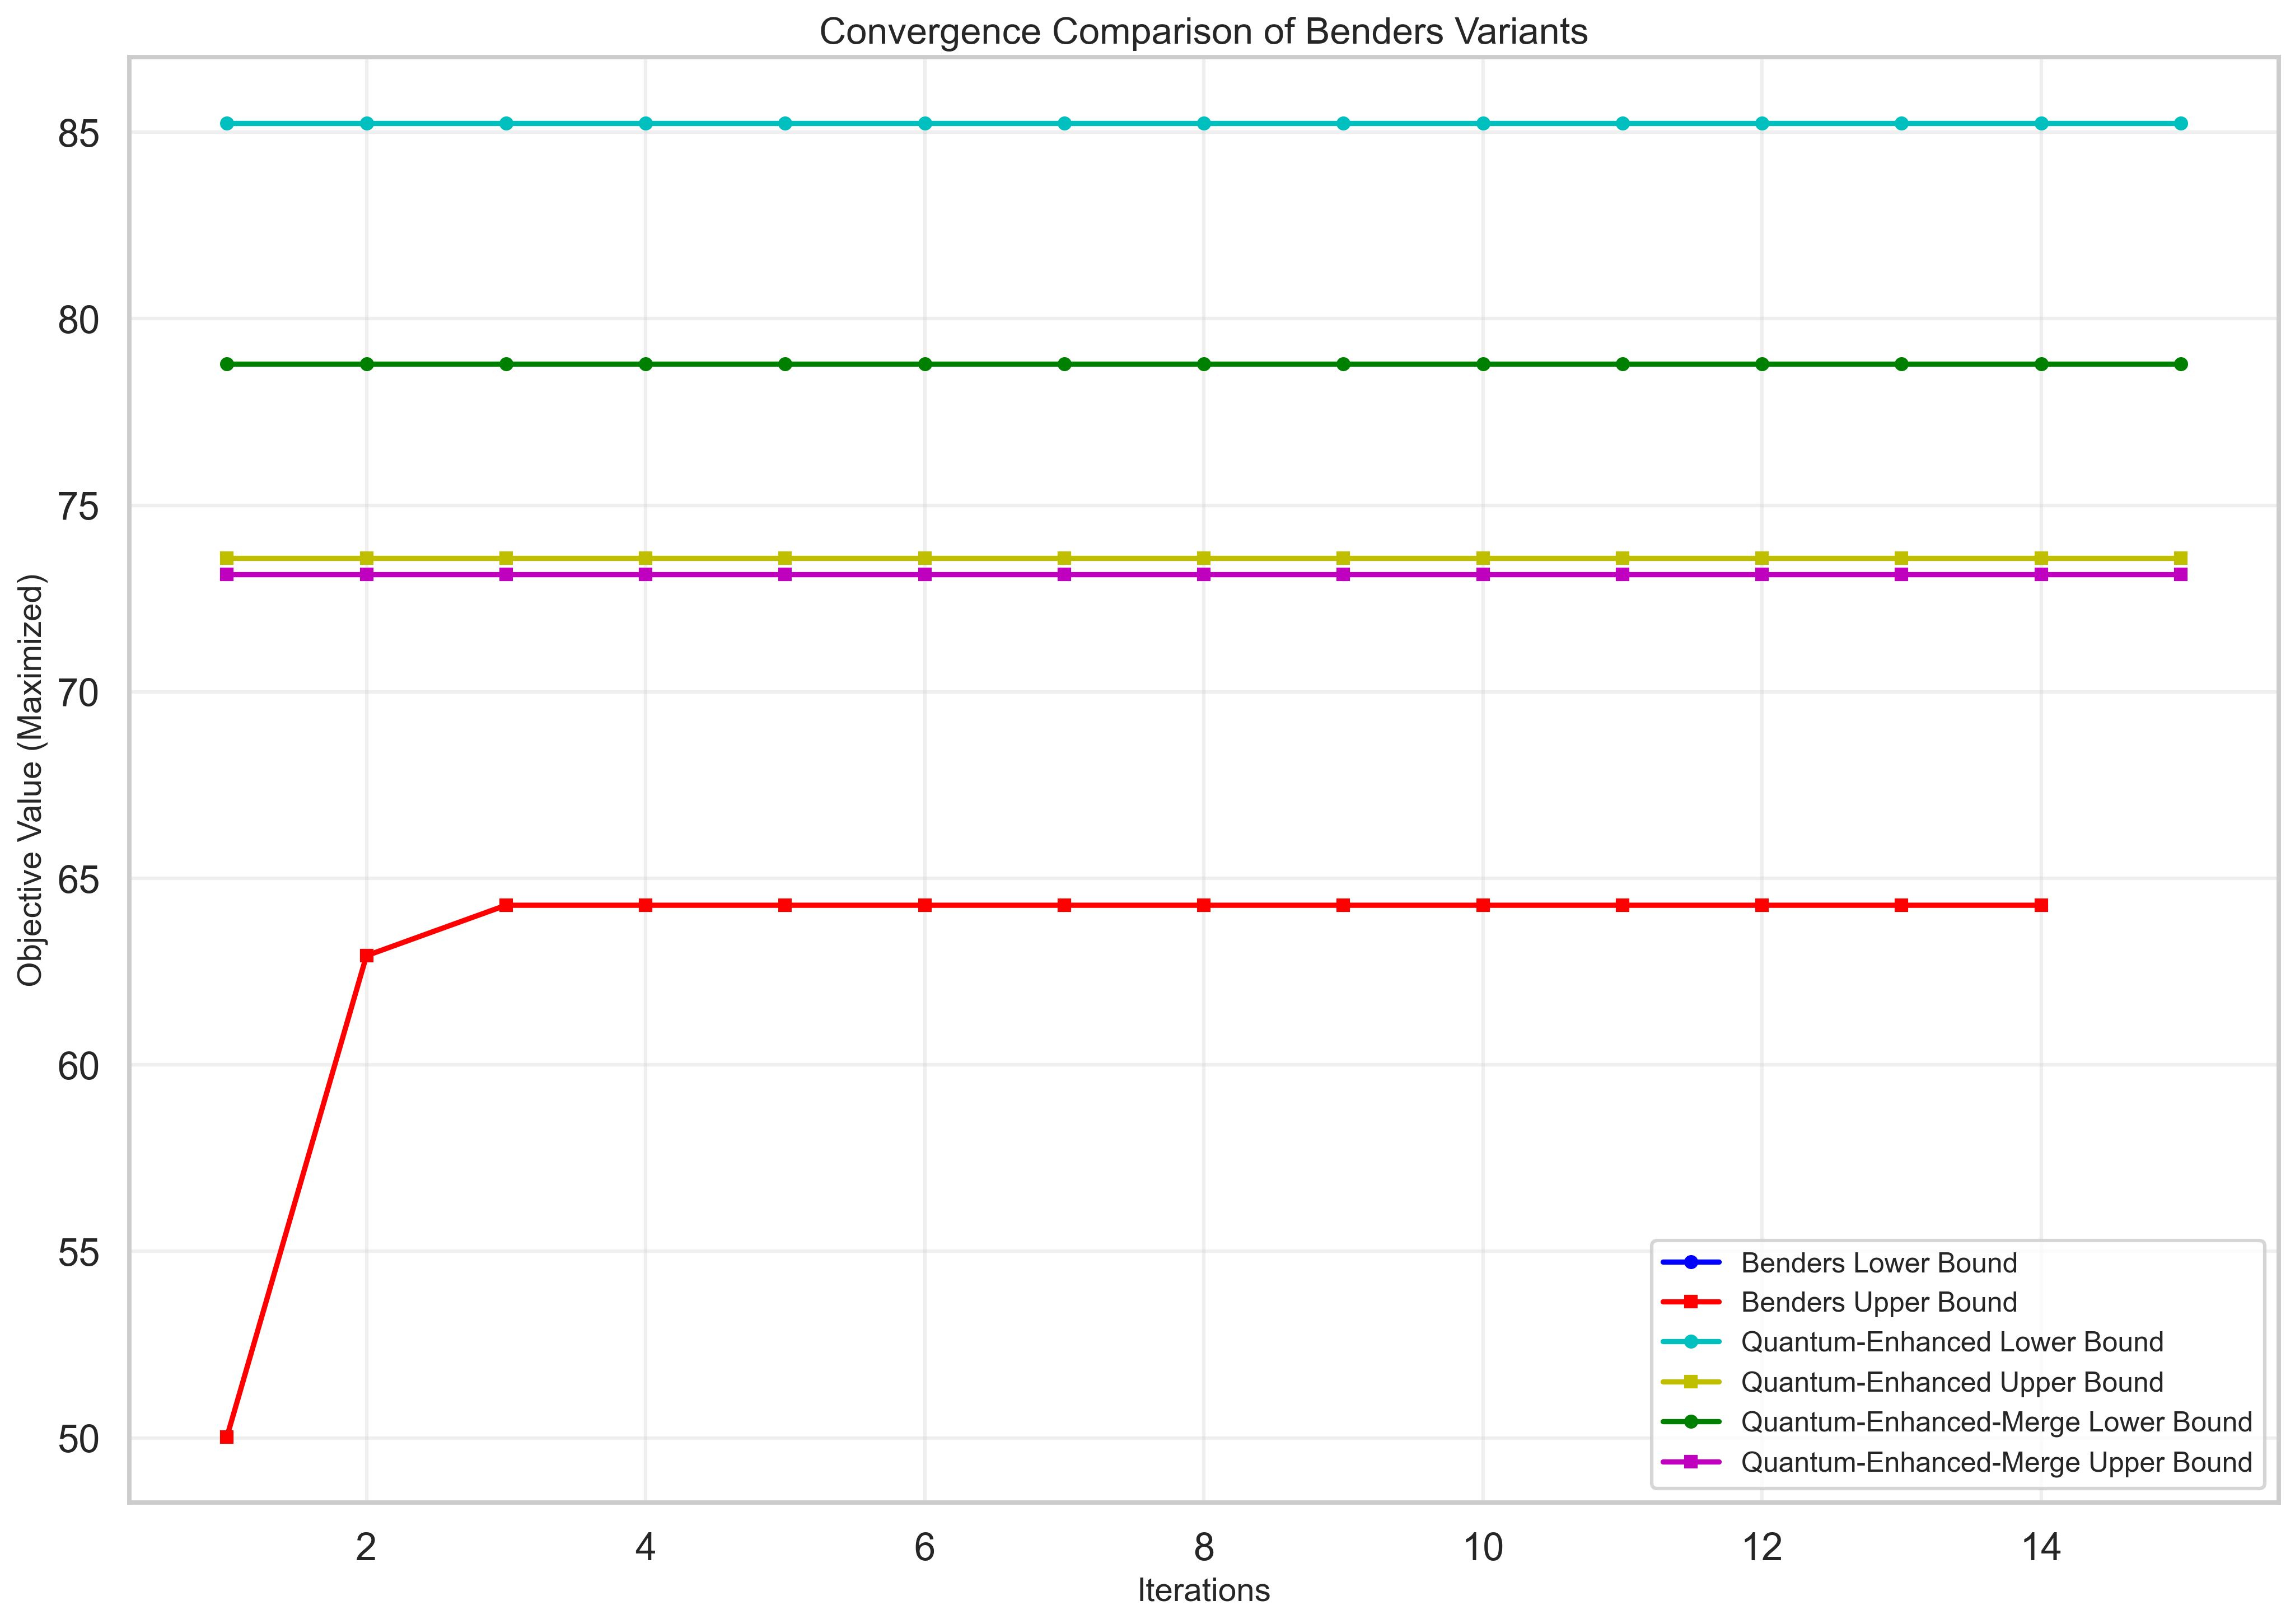 Convergence Comparison of Benders Variants
Objective Value (Maximized)
85
80
75
70
65
60
55
50
Benders Lower Bound
Benders Upper Bound
Quantum-Enhanced Lower Bound
Quantum-Enhanced Upper Bound
Quantum-Enhanced-Merge Lower Bound
Quantum-Enhanced-Merge Upper Bound
2 4 6 8 10 12 14
Iterations